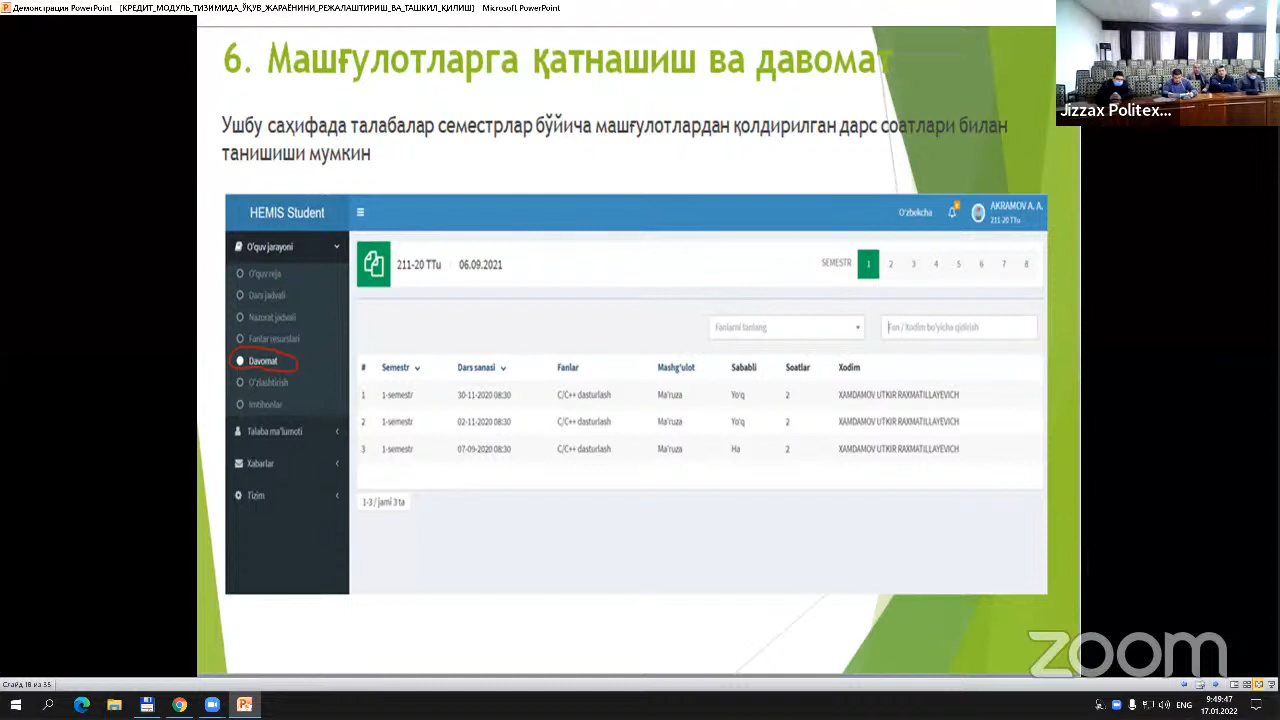 Демонстрация PowerPoint [КРЕДИТ_МОДУЛЬ_ТИЗИМИДА_ЎҚУВ_ЖАРАЁНИНИ_РЕЖАЛАШТИРИШ_ВА_ТАШКИЛ_ҚИЛИШ] Microsoft PowerPoint
6. Машғулотларга қатнашиш ва давомат
Jizzax Politex...
Ушбу саҳифада талабалар семестрлар бўйича машғулотлардан қолдирилган дарс соатлари билан
танишиши мумкин
HEMIS Student
O'zbekcha
AKRAMOV A. A.
211-20 TTu
O'quv jarayoni
O'quv reja
Dars jadvali
Nazorat jadvali
Fanlar resurslari
Davomat
O'zlashtirish
Imtihonlar
Talaba ma'lumoti
Xabarlar
Tizim
211-20 TTu 06.09.2021
SEMESTR 1 2 3 4 5 6 7 8
Fanlarni tanlang
Fan / Xodim bo'yicha qidirish
# Semestr Dars sanasi Fanlar Mashg'ulot Sababli Soatlar Xodim
1 1-semestr 30-11-2020 08:30 C/C++ dasturlash Ma'ruza Yo'q 2 XAMDAMOV UTKIR RAXMATILLAYEVICH
2 1-semestr 02-11-2020 08:30 C/C++ dasturlash Ma'ruza Yo'q 2 XAMDAMOV UTKIR RAXMATILLAYEVICH
3 1-semestr 07-09-2020 08:30 C/C++ dasturlash Ma'ruza Ha 2 XAMDAMOV UTKIR RAXMATILLAYEVICH
1-3 / jami 3 ta
zoom
Слайд 18 из 35
ENG
9:49:47
17.01.2022